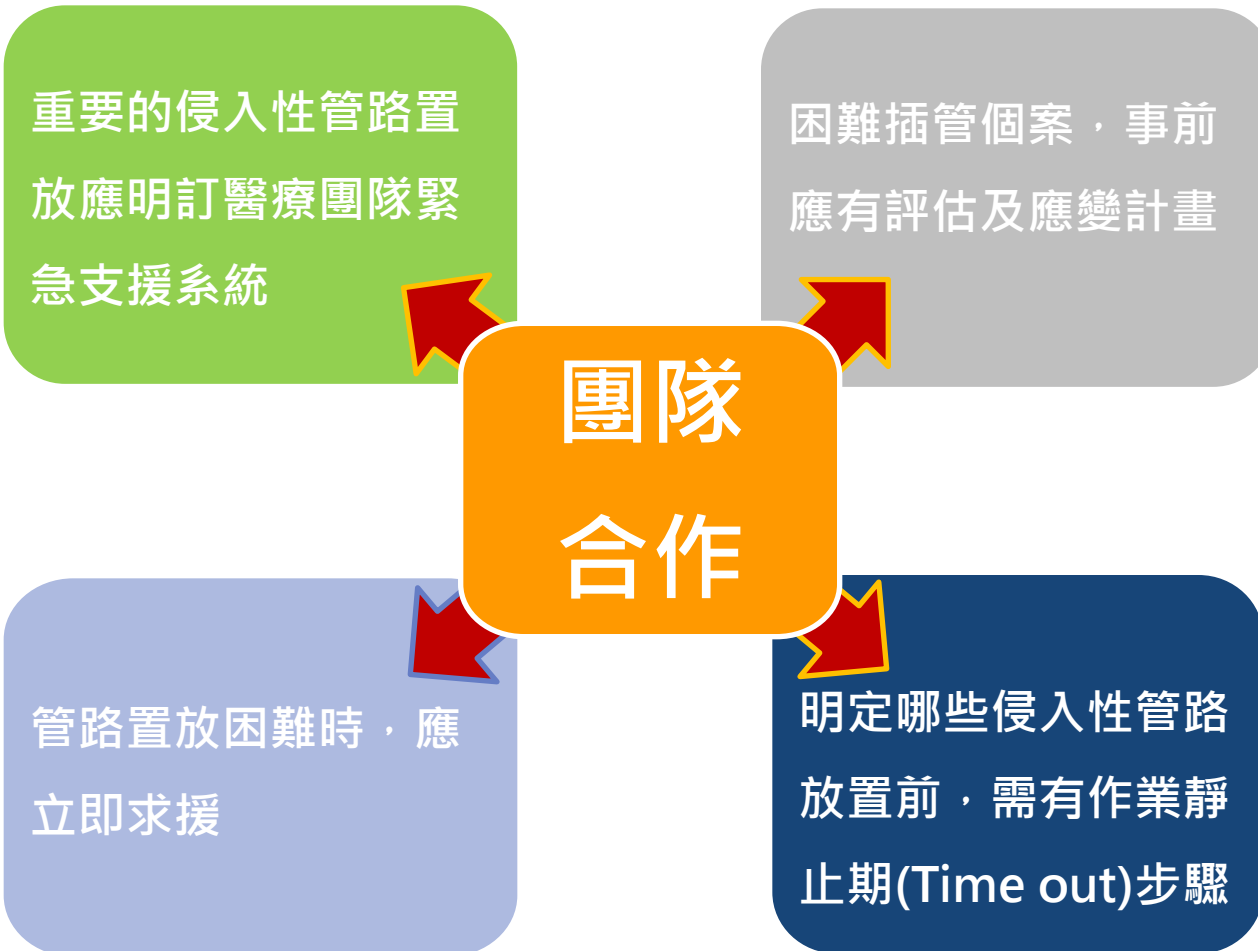 重要的侵入性管路置
放應明訂醫療團隊緊
急支援系統
困難插管個案，事前
應有評估及應變計畫
團隊
合作
管路置放困難時，應
立即求援
明定哪些侵入性管路
放置前，需有作業靜
止期(Time out)步驟